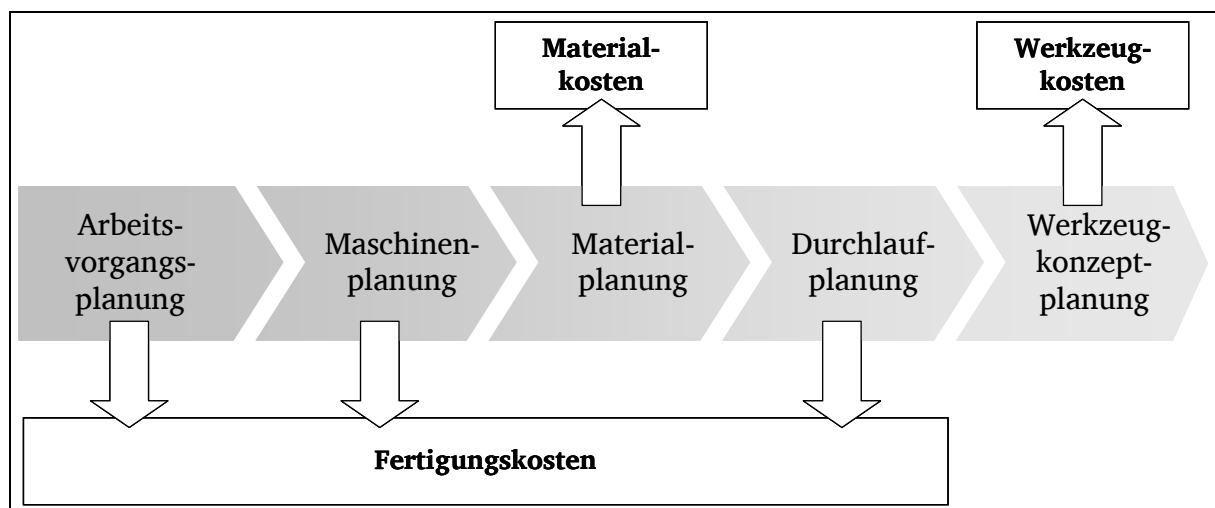 Material-
kosten
Werkzeug-
kosten
Arbeits-
vorgangs-
planung
Maschinen-
planung
Material-
planung
Durchlauf-
planung
Werkzeug-
konzept-
planung
Fertigungskosten